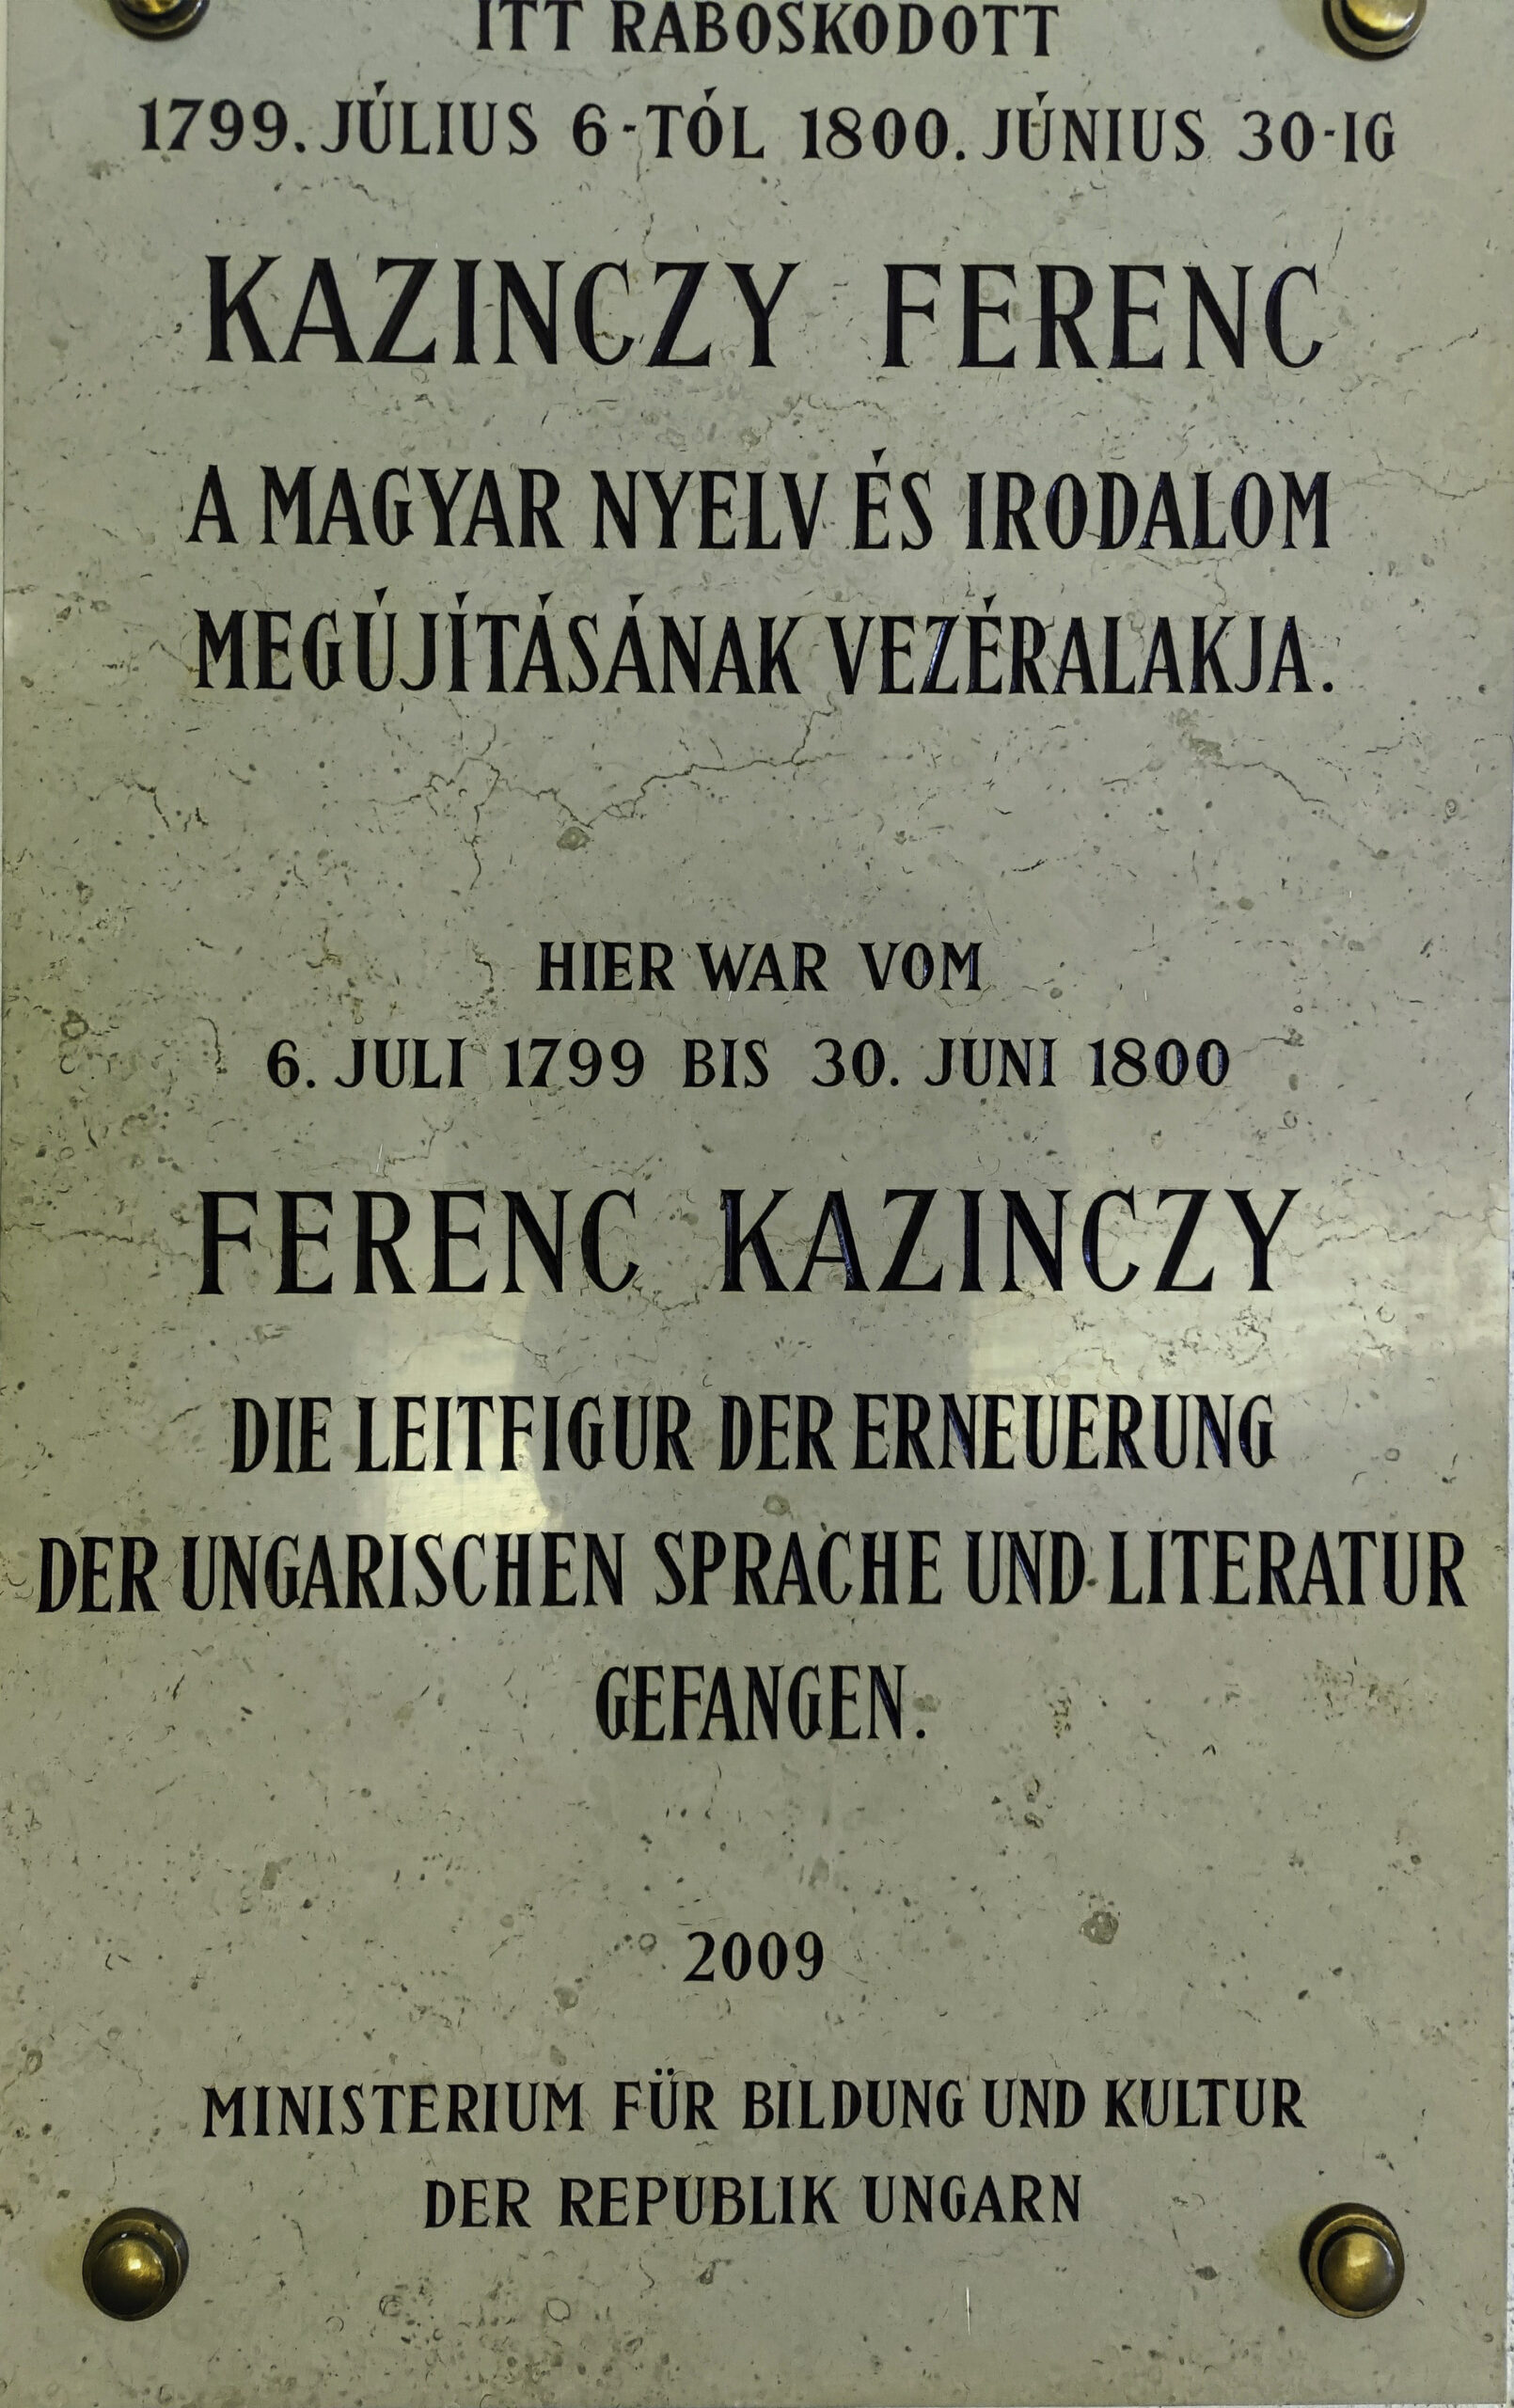 ITT RABOSKODOTT
1799. JÚLIUS 6-TÓL 1800. JÚNIUS 30-IG
KAZINCZY FERENC
A MAGYAR NYELV ÉS IRODALOM
MEGÚJÍTÁSÁNAK VEZÉRALAKJA.
HIER WAR VOM
6. JULI 1799 BIS 30. JUNI 1800
FERENC KAZINCZY
DIE LEITFIGUR DER ERNEUERUNG
DER UNGARISCHEN SPRACHE UND LITERATUR
GEFANGEN.
2009
MINISTERIUM FÜR BILDUNG UND KULTUR
DER REPUBLIK UNGARN